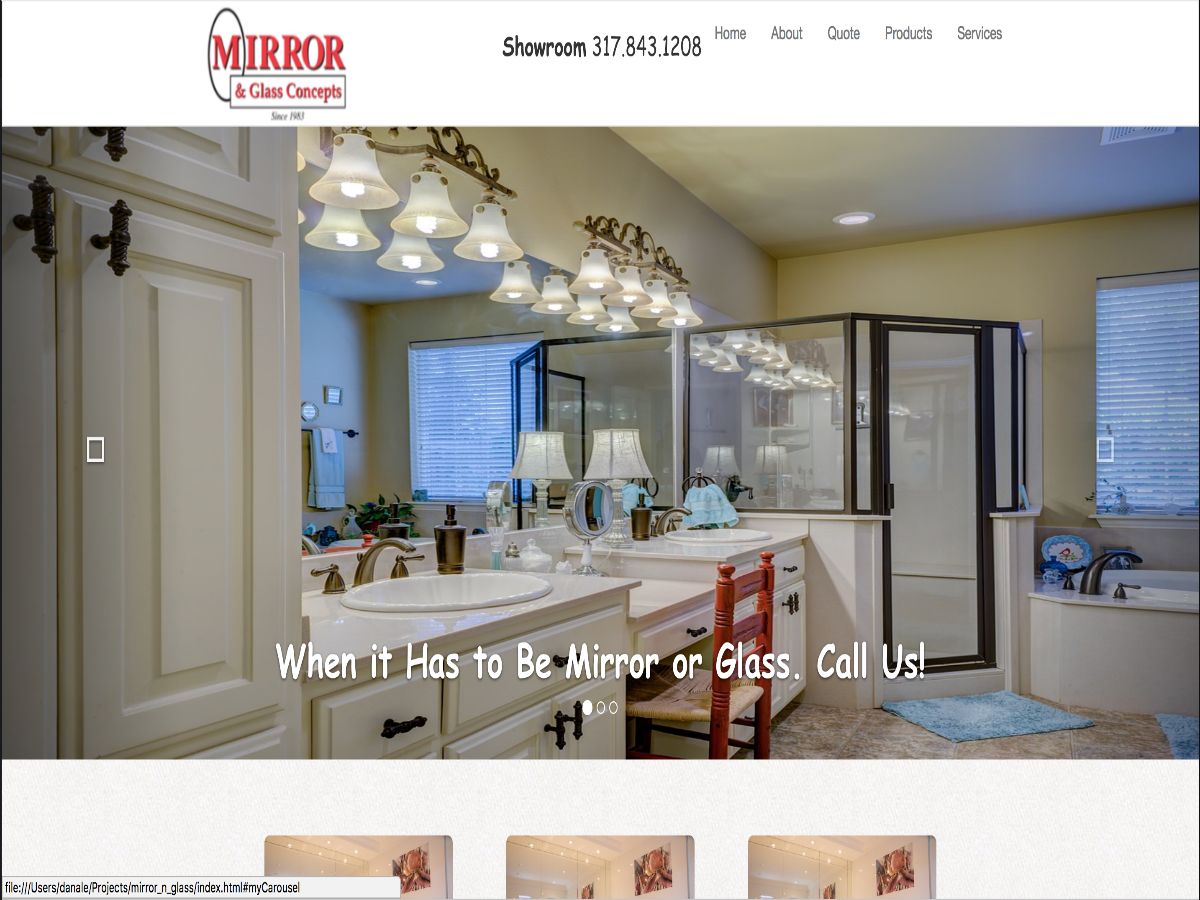 MIRROR
& Glass Concepts
Since 1983
Showroom 317.843.1208
Home About Quote Products Services
When it Has to Be Mirror or Glass. Call Us!
file:///Users/danale/Projects/mirror_n_glass/index.html#myCarousel